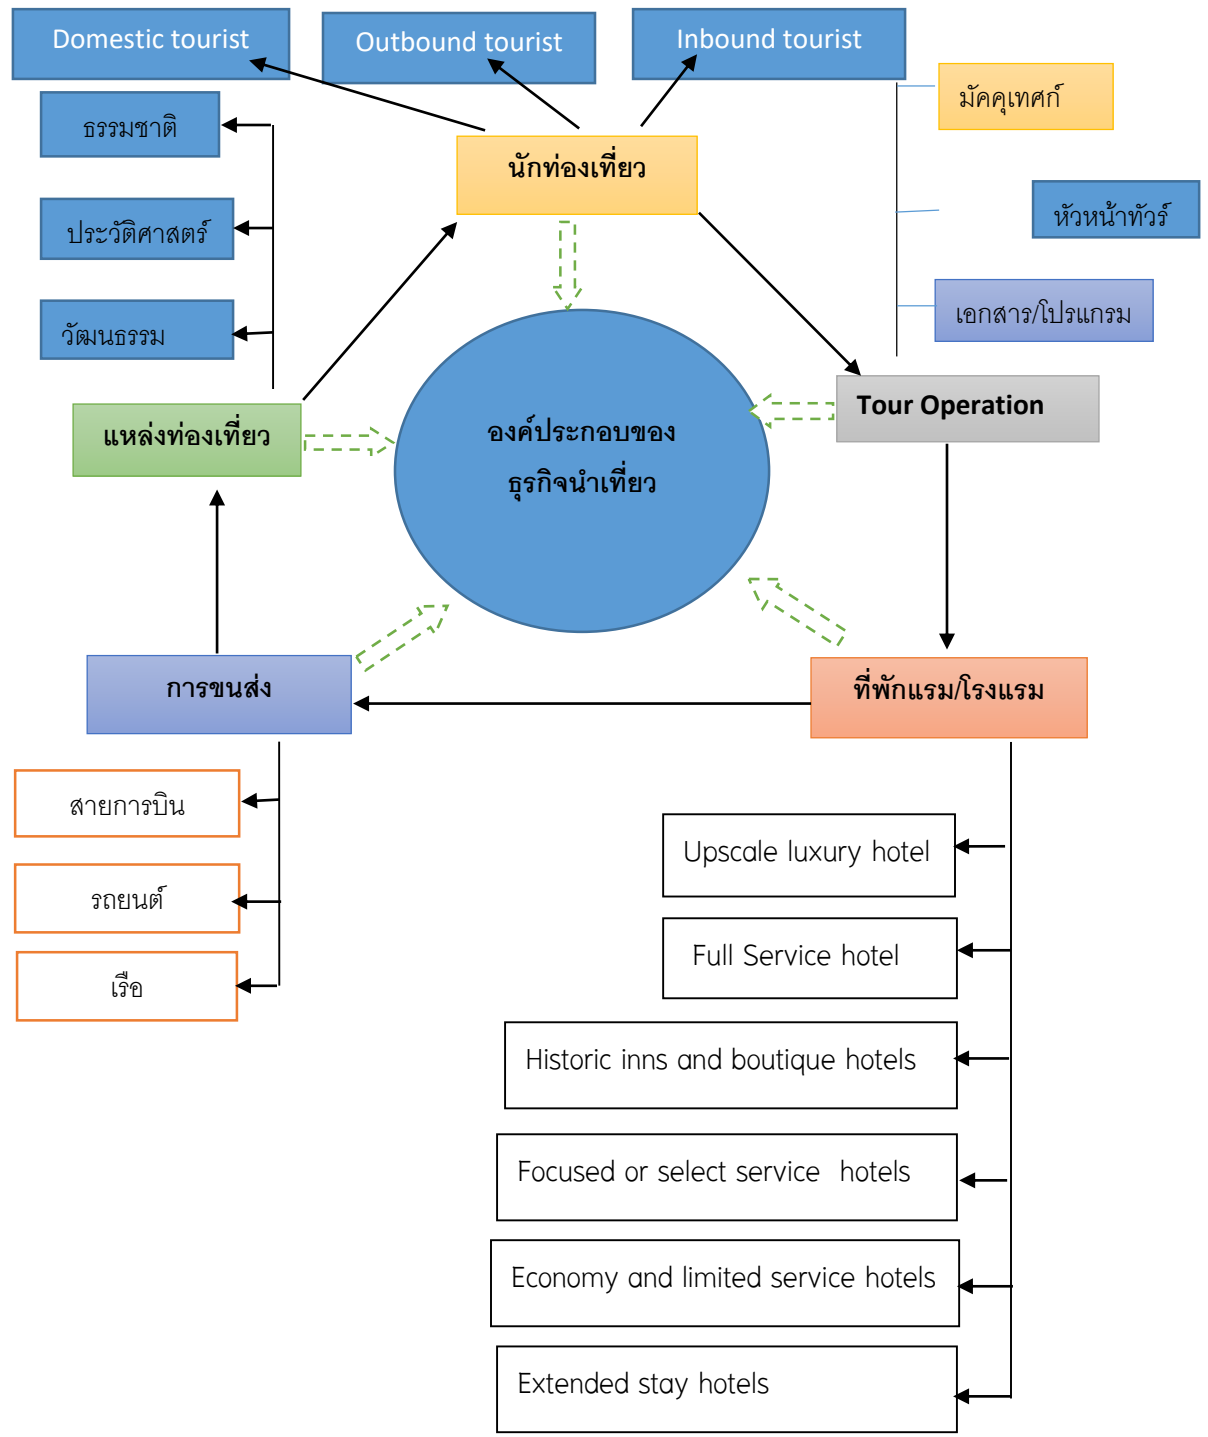 Domestic tourist
Outbound tourist
Inbound tourist
มัคคุเทศก์
ธรรมชาติ
นักท่องเที่ยว
ประวัติศาสตร์
หัวหน้าทัวร์
วัฒนธรรม
เอกสาร/โปรแกรม
Tour Operation
แหล่งท่องเที่ยว
องค์ประกอบของ
ธุรกิจนำเที่ยว
การขนส่ง
ที่พักแรม/โรงแรม
สายการบิน
รถยนต์
เรือ
Upscale luxury hotel
Full Service hotel
Historic inns and boutique hotels
Focused or select service  hotels
Economy and limited service hotels
Extended stay hotels